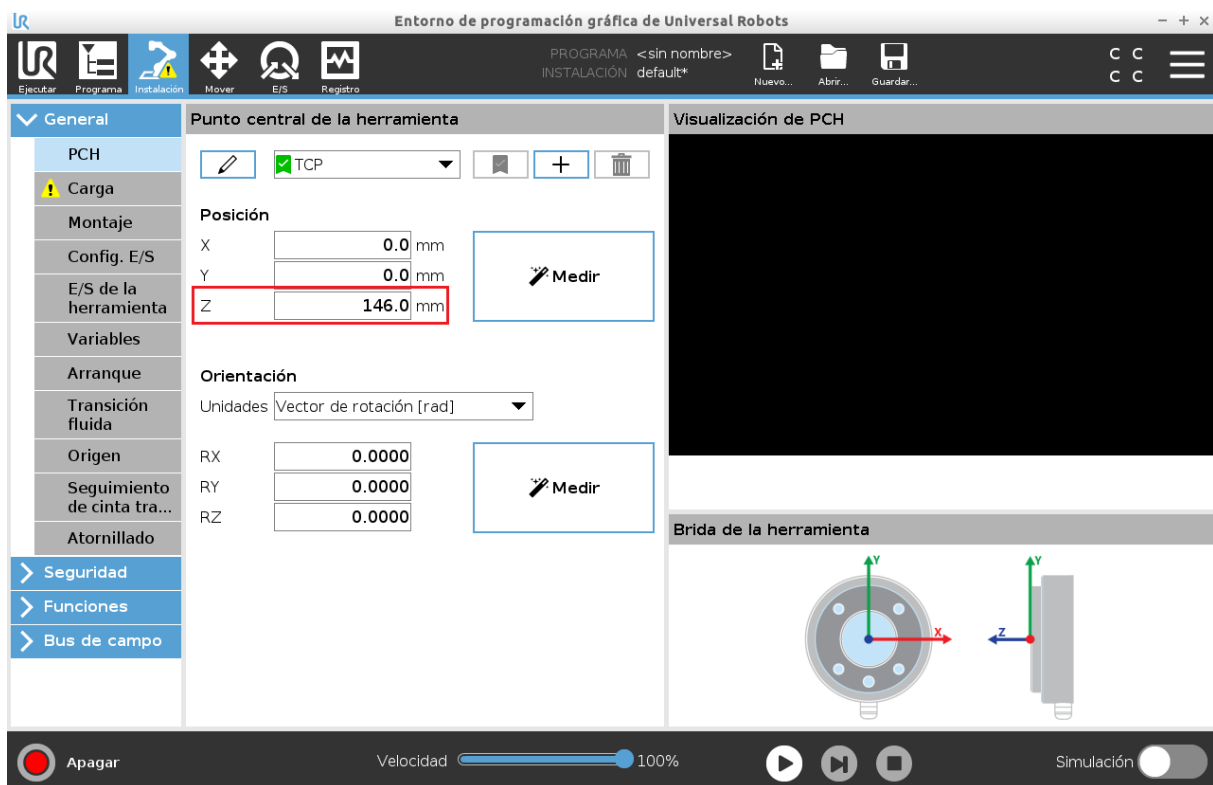 Entorno de programación gráfica de Universal Robots
Ejecutar
Programa
Instalación
Mover
E/S
Registro
PROGRAMA <sin nombre>
INSTALACIÓN default*
Nuevo...
Abrir...
Guardar...
C C
C C
General
PCH
Carga
Montaje
Config. E/S
E/S de la
herramienta
Variables
Arranque
Transición
fluida
Origen
Seguimiento
de cinta tra...
Atornillado
Seguridad
Funciones
Bus de campo
Punto central de la herramienta
TCP
Posición
X 0.0 mm
Y 0.0 mm
Z 146.0 mm
Medir
Orientación
Unidades Vector de rotación [rad]
RX 0.0000
RY 0.0000
RZ 0.0000
Medir
Visualización de PCH
Brida de la herramienta
Y
X
Y
Z
Apagar
Velocidad 100%
Simulación